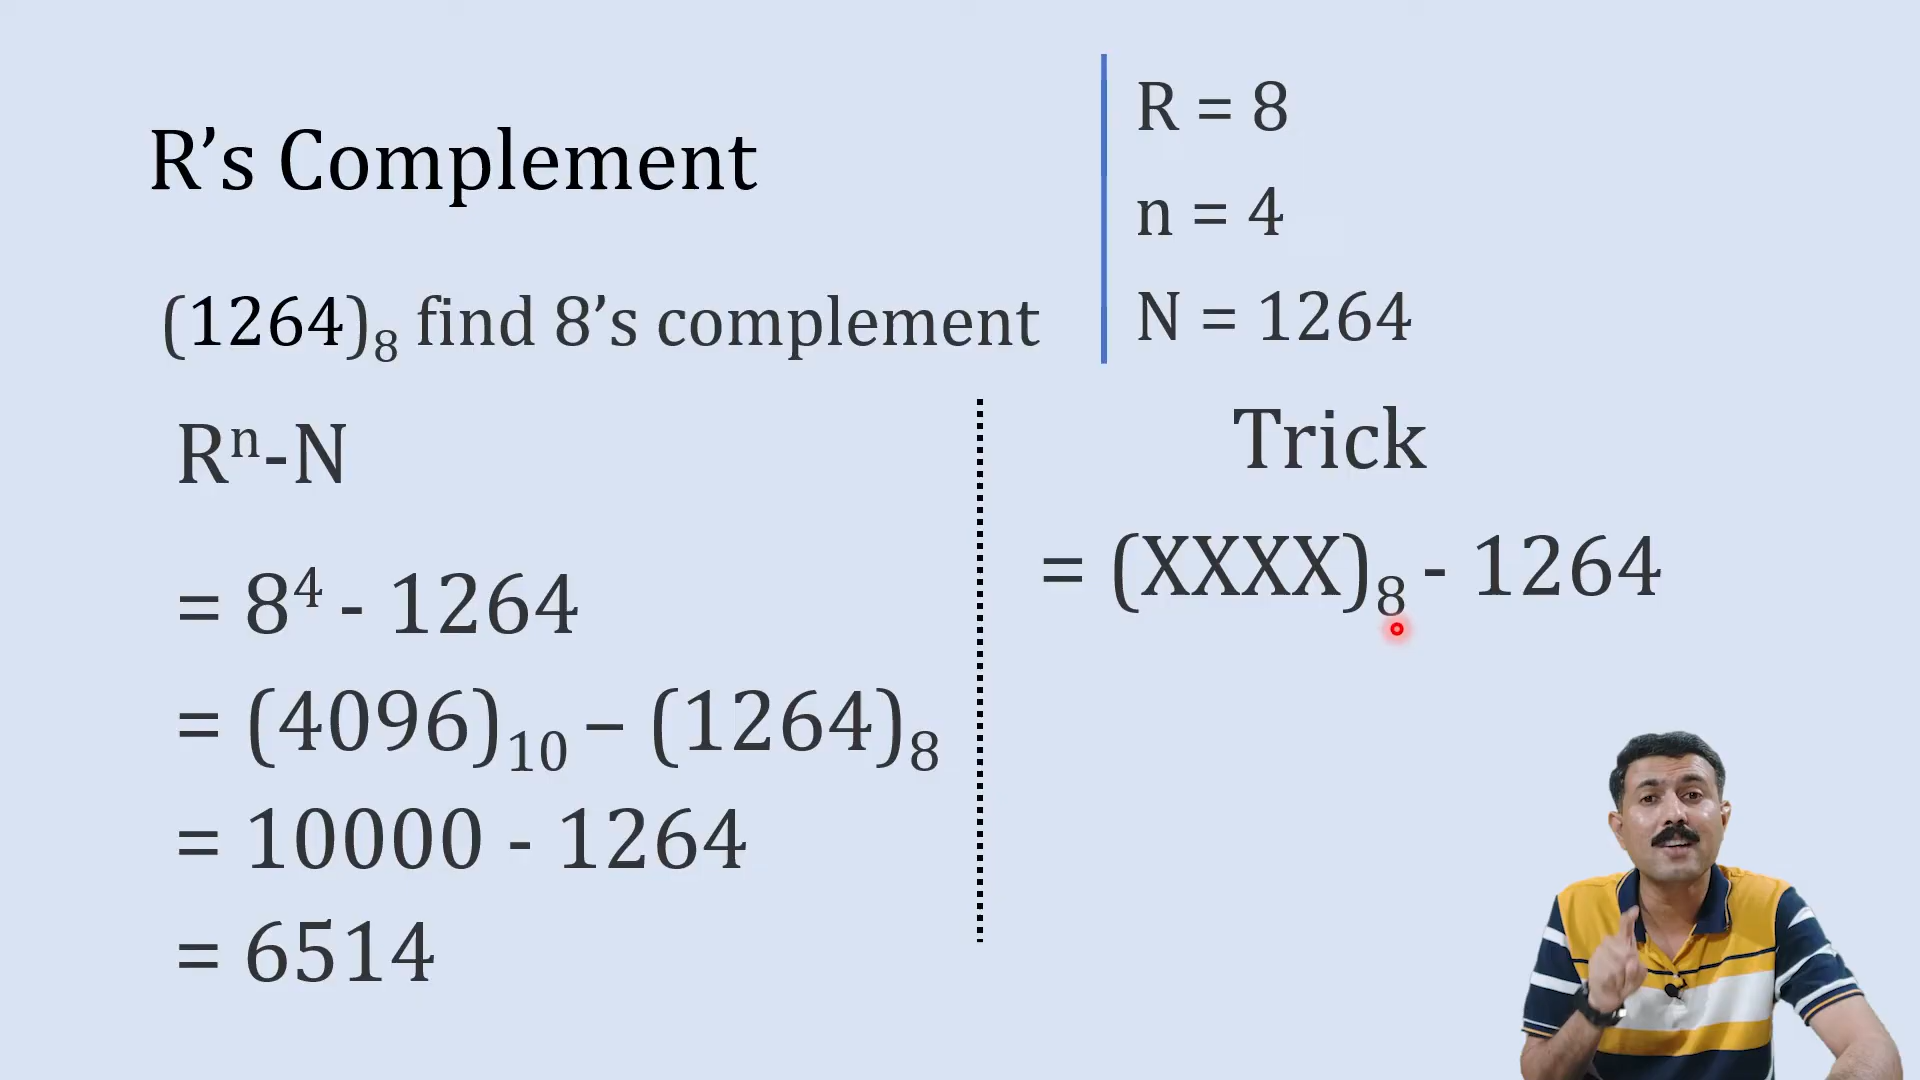 R’s Complement
(1264)₈ find 8’s complement
R = 8
n = 4
N = 1264
Rⁿ-N
= 8⁴ - 1264
= (4096)₁₀ – (1264)₈
= 10000 - 1264
= 6514
Trick
= (XXXX)₈ - 1264